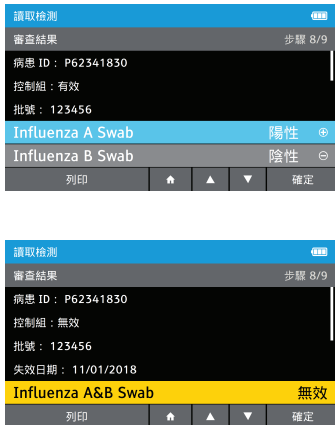 讀取檢測
審查結果 步驟 8/9
病患 ID： P62341830
控制組：有效
批號： 123456
Influenza A Swab 陽性
Influenza B Swab 陰性
列印 確定
讀取檢測
審查結果 步驟 8/9
病患 ID： P62341830
控制組：無效
批號： 123456
失效日期： 11/01/2018
Influenza A&B Swab 無效
列印 確定